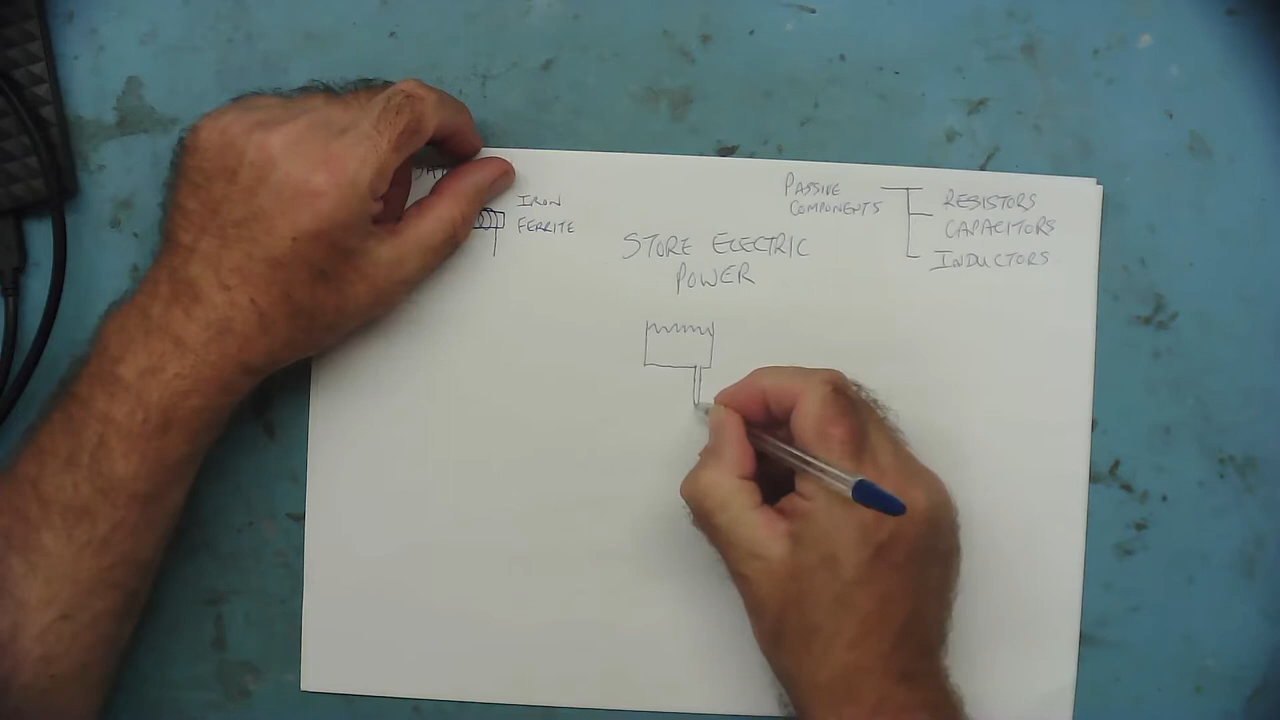 IRON
FERRITE
STORE ELECTRIC
POWER
PASSIVE
COMPONENTS
RESISTORS
CAPACITORS
INDUCTORS